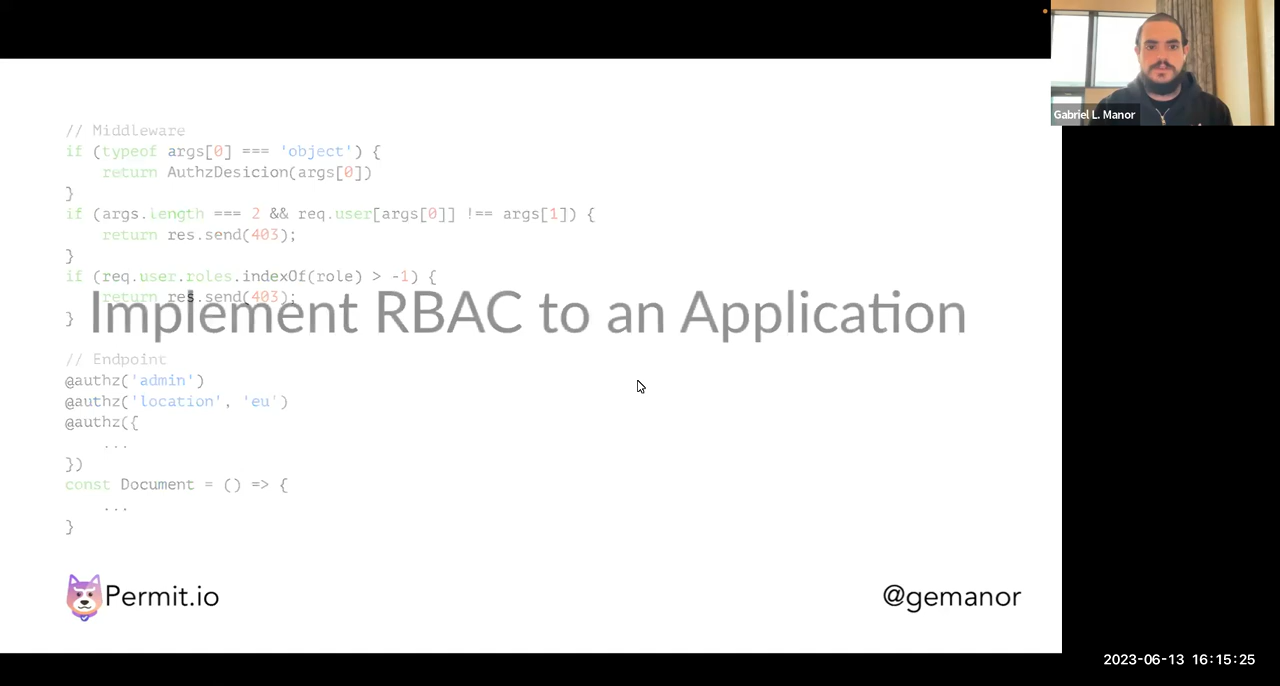 Gabriel L. Manor
// Middleware
if (typeof args[0] === 'object') {
return AuthzDesicion(args[0])
}
if (args.length === 2 && req.user[args[0]] !== args[1]) {
return res.send(403);
}
if (req.user.roles.indexOf(role) > -1) {
return res.send(403);
}
Implement RBAC to an Application
// Endpoint
@authz('admin')
@authz('location', 'eu')
@authz({
...
})
const Document = () => {
...
}
Permit.io
@gemanor
2023-06-13 16:15:25